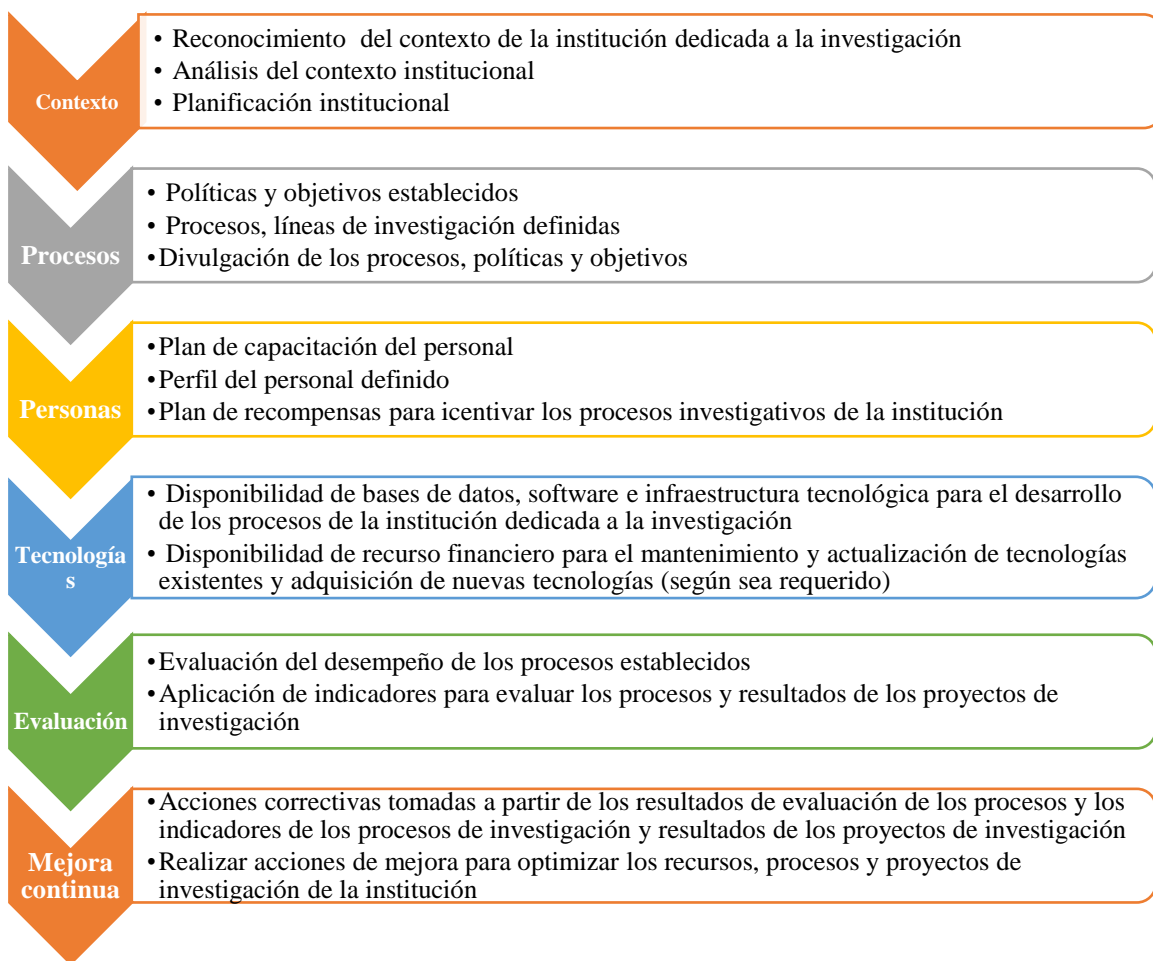 Contexto
• Reconocimiento  del contexto de la institución dedicada a la investigación
• Análisis del contexto institucional
• Planificación institucional
Procesos
• Políticas y objetivos establecidos
• Procesos, líneas de investigación definidas
•Divulgación de los procesos, políticas y objetivos
Personas
•Plan de capacitación del personal
•Perfil del personal definido
•Plan de recompensas para icentivar los procesos investigativos de la institución
Tecnología
s
• Disponibilidad de bases de datos, software e infraestructura tecnológica para el desarrollo
de los procesos de la institución dedicada a la investigación
• Disponibilidad de recurso financiero para el mantenimiento y actualización de tecnologías
existentes y adquisición de nuevas tecnologías (según sea requerido)
Evaluación
•Evaluación del desempeño de los procesos establecidos
•Aplicación de indicadores para evaluar los procesos y resultados de los proyectos de
investigación
Mejora
continua
•Acciones correctivas tomadas a partir de los resultados de evaluación de los procesos y los
indicadores de los procesos de investigación y resultados de los proyectos de investigación
•Realizar acciones de mejora para optimizar los recursos, procesos y proyectos de
investigación de la institución